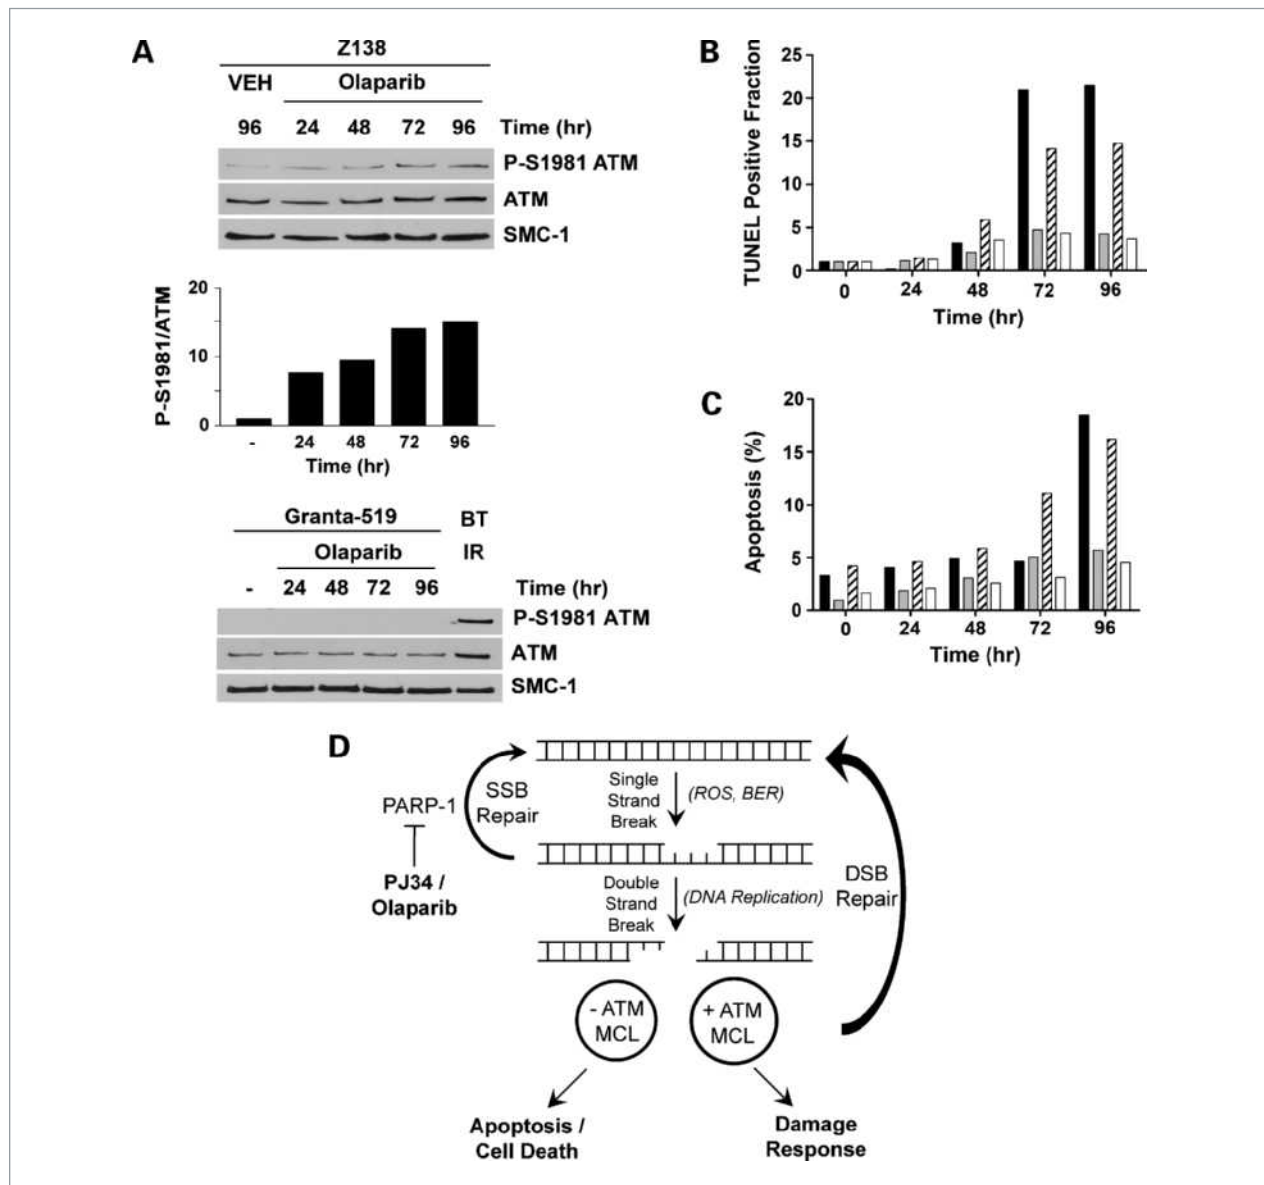 A
Z138
VEH Olaparib
96 24 48 72 96 Time (hr)
P-S1981 ATM
ATM
SMC-1
P-S1981/ATM
20
10
0
- 24 48 72 96
Time (hr)
Granta-519 BT
Olaparib IR
- 24 48 72 96 Time (hr)
P-S1981 ATM
ATM
SMC-1
B
TUNEL Positive Fraction
25
20
15
10
5
0
0 24 48 72 96
Time (hr)
C
Apoptosis (%)
20
15
10
5
0
0 24 48 72 96
Time (hr)
D
PARP-1
PJ34 /
Olaparib
SSB
Repair
Single
Strand
Break
(ROS, BER)
Double
Strand
Break
(DNA Replication)
DSB
Repair
- ATM
MCL
+ ATM
MCL
Apoptosis /
Cell Death
Damage
Response